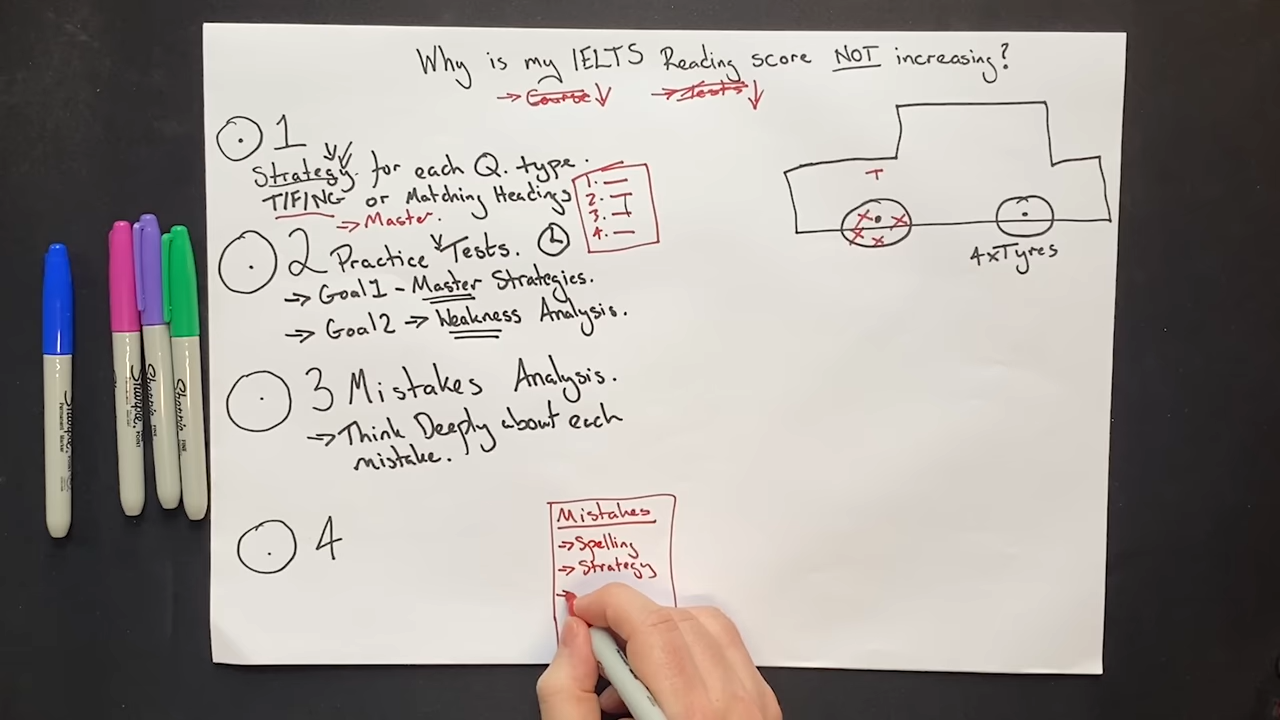 Why is my IELTS Reading score NOT increasing?
→ Course ↓ → Tests ↓
1
Strategy for each Q. type.
T/F/NG or Matching Headings
→ Master.
1. —
2. —
3. —
4. —
2 Practice Tests.
→ Goal 1 - Master Strategies.
→ Goal 2 → Weakness Analysis.
3 Mistakes Analysis.
→ Think Deeply about each
mistake.
4
Mistakes
→ Spelling
→ Strategy
→
T
4xTyres
Sharpie